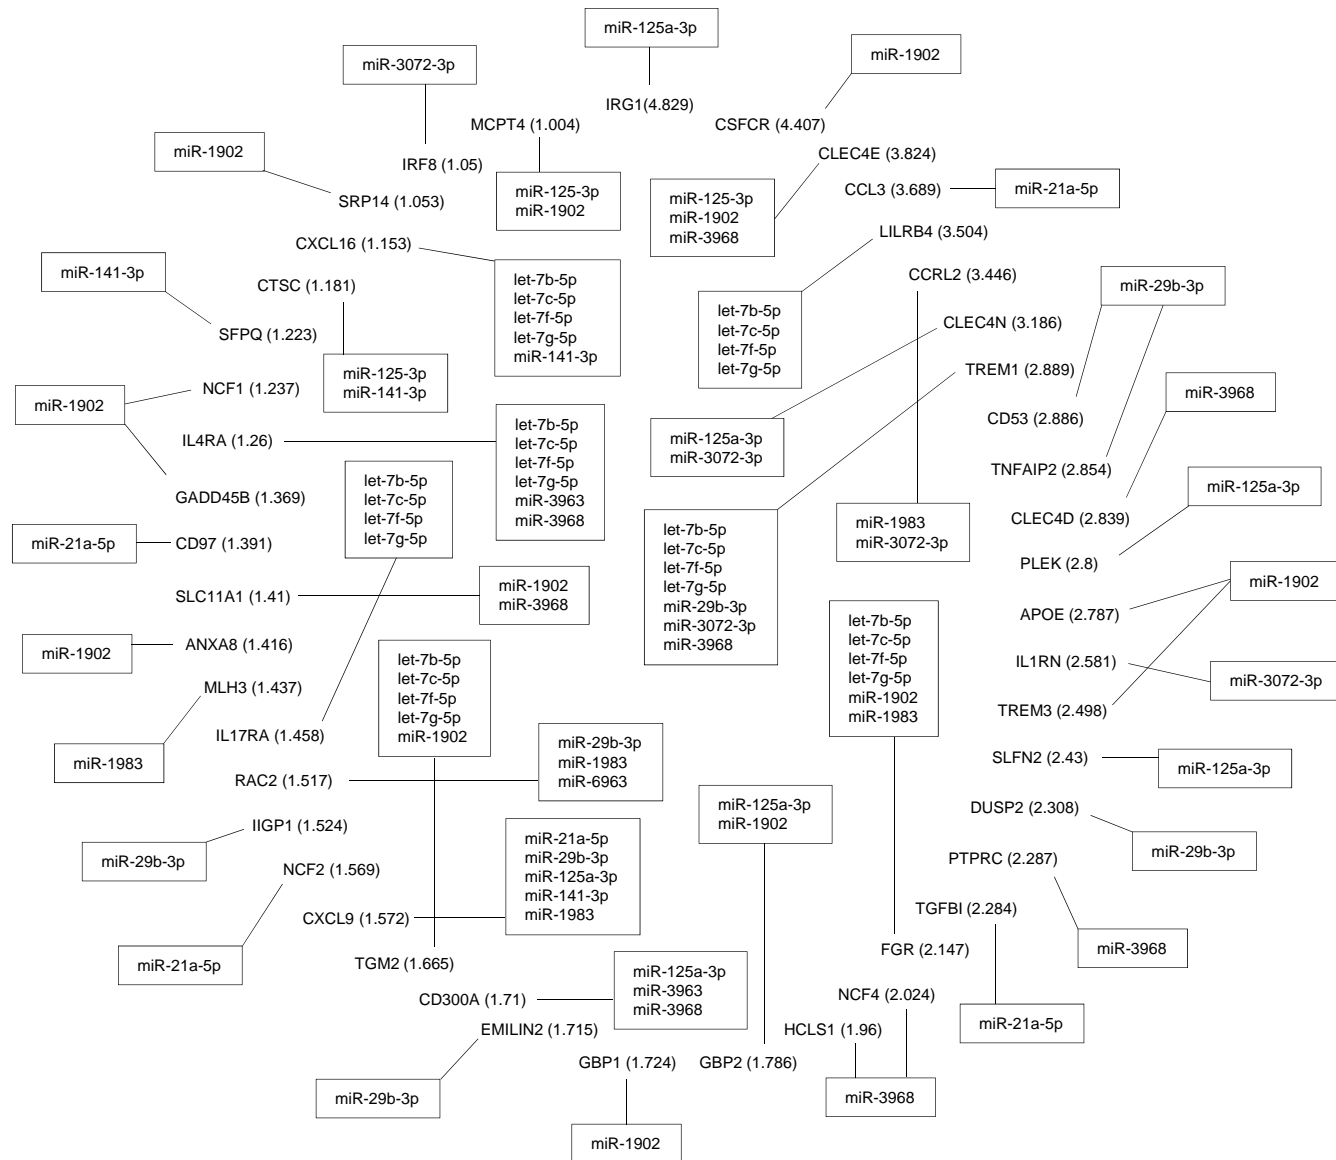 miR-125a-3p
miR-3072-3p
miR-1902
IRG1(4.829)
MCPT4 (1.004)
CSFCR (4.407)
miR-1902
IRF8 (1.05)
CLEC4E (3.824)
SRP14 (1.053)
miR-125-3p
miR-1902
miR-125-3p
miR-1902
miR-3968
CCL3 (3.689)
miR-21a-5p
CXCL16 (1.153)
LILRB4 (3.504)
miR-141-3p
CTSC (1.181)
let-7b-5p
let-7c-5p
let-7f-5p
let-7g-5p
miR-141-3p
CCRL2 (3.446)
miR-29b-3p
let-7b-5p
let-7c-5p
let-7f-5p
let-7g-5p
SFPQ (1.223)
CLEC4N (3.186)
miR-125-3p
miR-141-3p
TREM1 (2.889)
NCF1 (1.237)
miR-1902
miR-3968
CD53 (2.886)
IL4RA (1.26)
let-7b-5p
let-7c-5p
let-7f-5p
let-7g-5p
miR-3963
miR-3968
miR-125a-3p
miR-3072-3p
TNFAIP2 (2.854)
GADD45B (1.369)
let-7b-5p
let-7c-5p
let-7f-5p
let-7g-5p
miR-125a-3p
CLEC4D (2.839)
miR-21a-5p
CD97 (1.391)
let-7b-5p
let-7c-5p
let-7f-5p
let-7g-5p
miR-29b-3p
miR-3072-3p
miR-3968
miR-1983
miR-3072-3p
PLEK (2.8)
SLC11A1 (1.41)
miR-1902
miR-3968
miR-1902
APOE (2.787)
miR-1902
ANXA8 (1.416)
let-7b-5p
let-7c-5p
let-7f-5p
let-7g-5p
miR-1902
miR-1983
IL1RN (2.581)
miR-3072-3p
MLH3 (1.437)
let-7b-5p
let-7c-5p
let-7f-5p
let-7g-5p
miR-1902
TREM3 (2.498)
IL17RA (1.458)
miR-1983
miR-29b-3p
miR-1983
miR-6963
SLFN2 (2.43)
miR-125a-3p
RAC2 (1.517)
miR-125a-3p
miR-1902
DUSP2 (2.308)
IIGP1 (1.524)
miR-29b-3p
miR-21a-5p
miR-29b-3p
miR-125a-3p
miR-141-3p
miR-1983
miR-29b-3p
PTPRC (2.287)
NCF2 (1.569)
CXCL9 (1.572)
TGFBI (2.284)
miR-21a-5p
TGM2 (1.665)
FGR (2.147)
miR-3968
miR-125a-3p
miR-3963
miR-3968
CD300A (1.71)
NCF4 (2.024)
miR-21a-5p
EMILIN2 (1.715)
HCLS1 (1.96)
GBP1 (1.724)
GBP2 (1.786)
miR-29b-3p
miR-3968
miR-1902